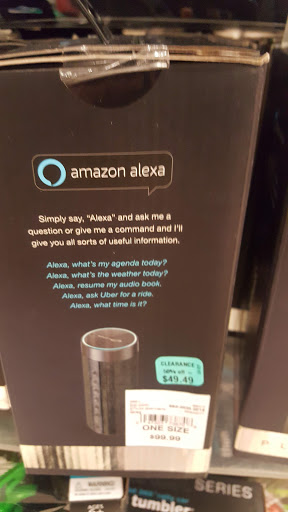 amazon alexa
Simply say, "Alexa" and ask me a
question or give me a command and I'll
give you all sorts of useful information.
Alexa, what's my agenda today?
Alexa, what's the weather today?
Alexa, resume my audio book.
Alexa, ask Uber for a ride.
Alexa, what time is it?
CLEARANCE
$49.49
ONE SIZE
$99.99
WARNING
SERIES
tumbler